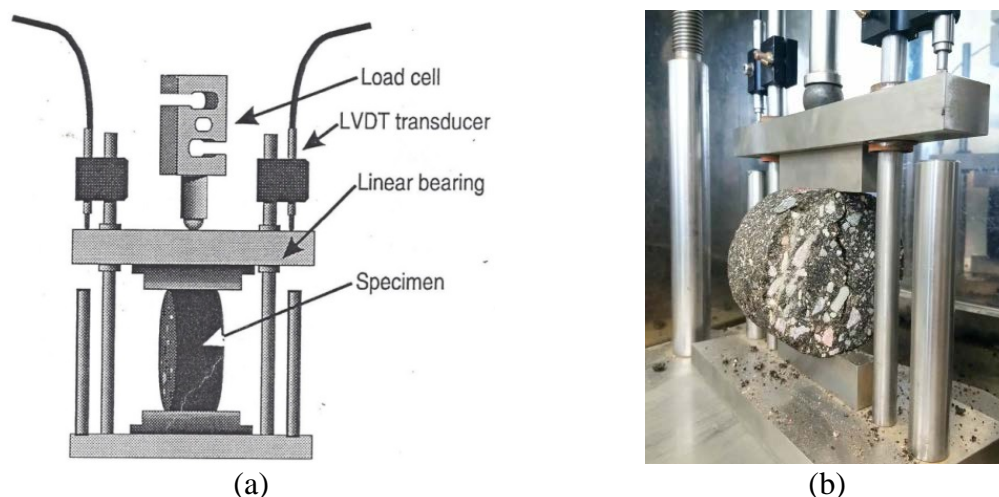 Load cell
LVDT transducer
Linear bearing
Specimen
(a)
(b)